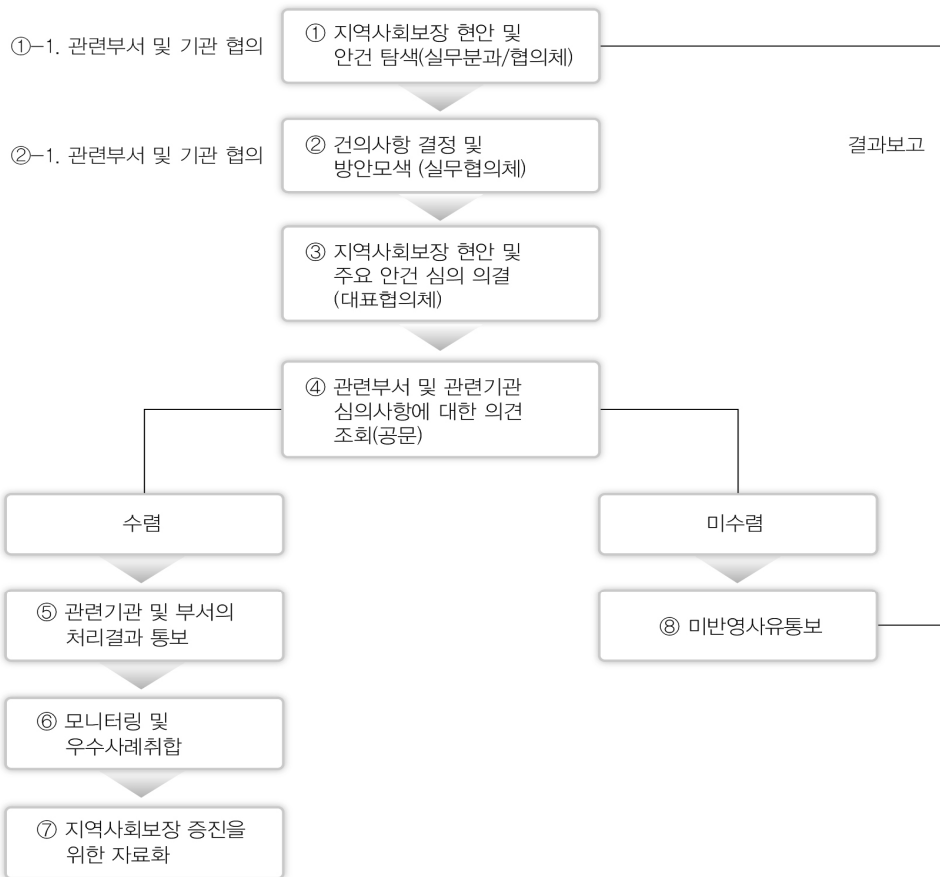 ①-1. 관련부서 및 기관 협의
① 지역사회보장 현안 및
안건 탐색(실무분과/협의체)
②-1. 관련부서 및 기관 협의
② 건의사항 결정 및
방안모색 (실무협의체)
결과보고
③ 지역사회보장 현안 및
주요 안건 심의 의결
(대표협의체)
④ 관련부서 및 관련기관
심의사항에 대한 의견
조회(공문)
수렴
미수렴
⑤ 관련기관 및 부서의
처리결과 통보
⑧ 미반영사유통보
⑥ 모니터링 및
우수사례취합
⑦ 지역사회보장 증진을
위한 자료화